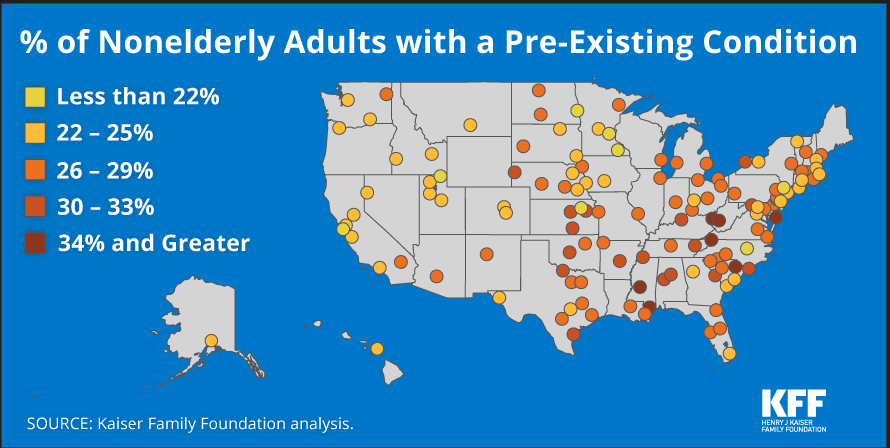 % of Nonelderly Adults with a Pre-Existing Condition
Less than 22%
22 – 25%
26 – 29%
30 – 33%
34% and Greater
SOURCE: Kaiser Family Foundation analysis.
KFF
HENRY J KAISER
FAMILY FOUNDATION